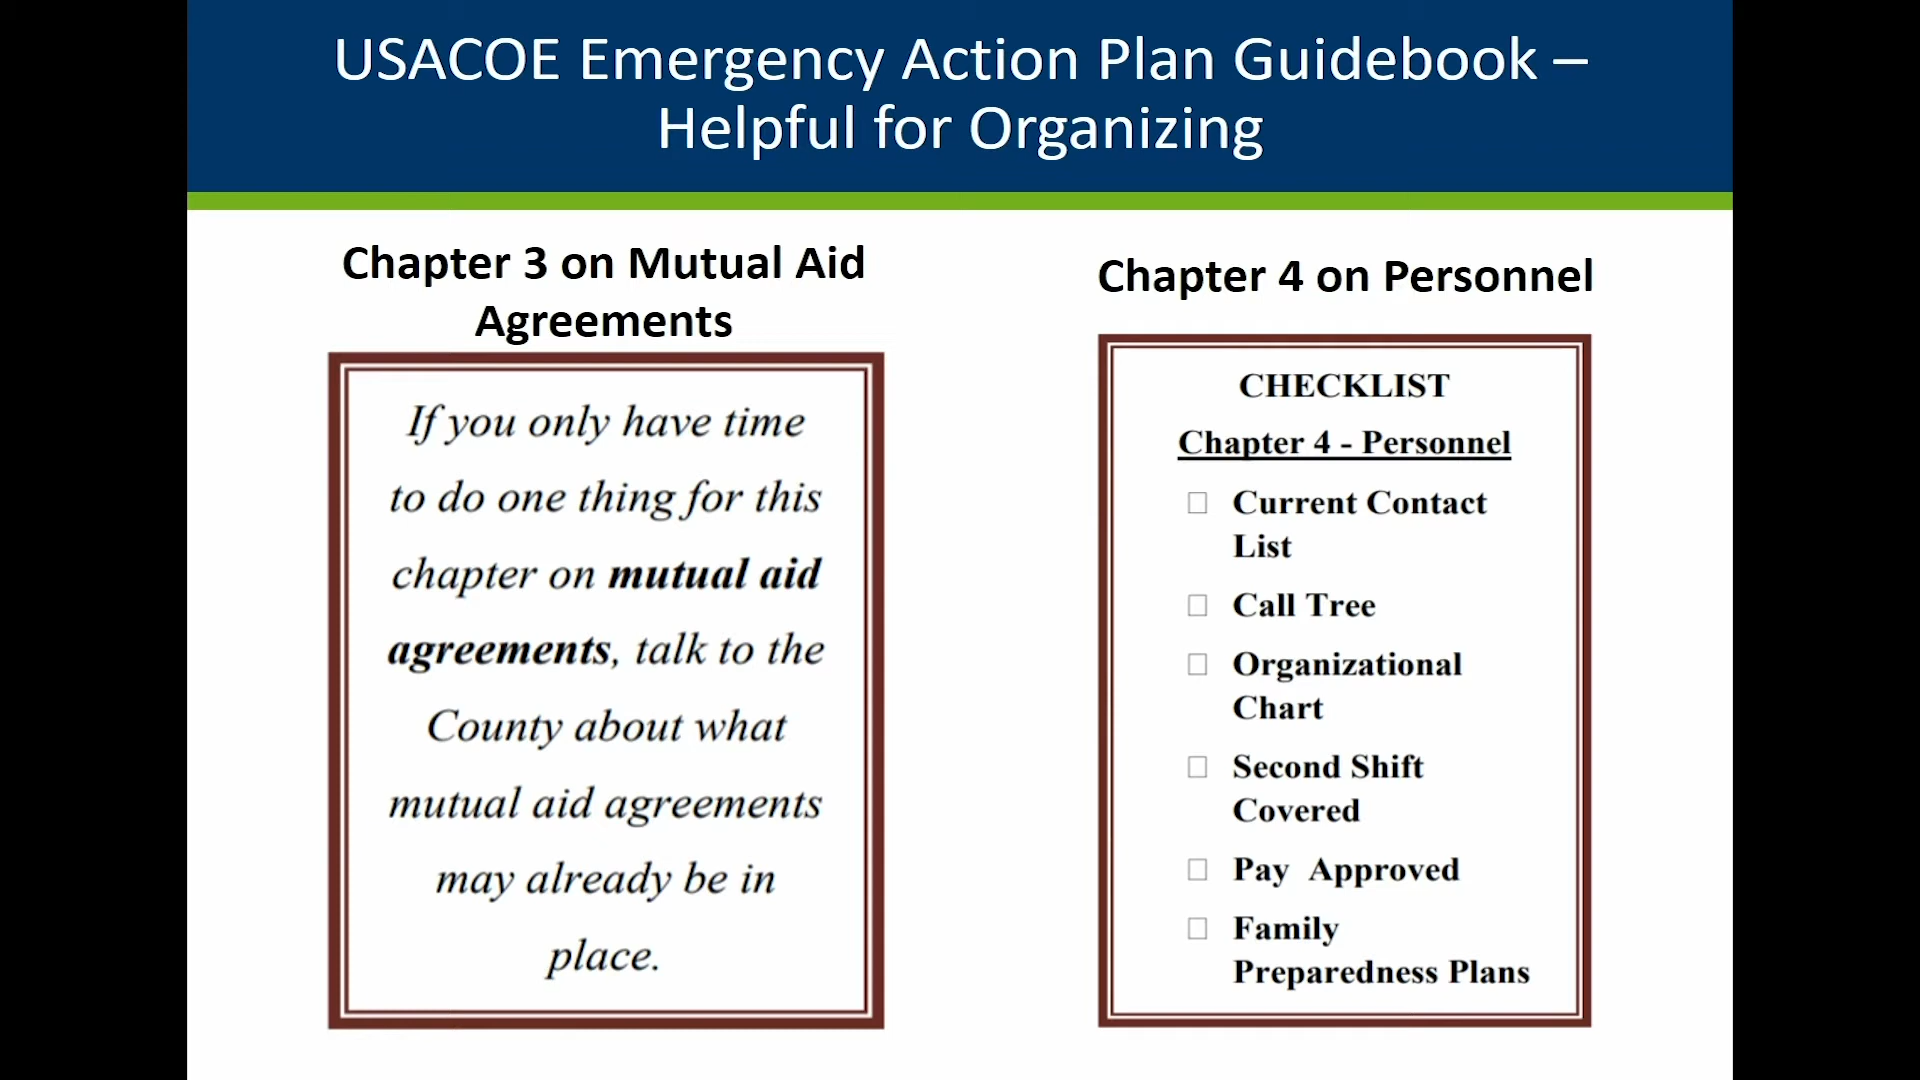 USACOE Emergency Action Plan Guidebook –
Helpful for Organizing
Chapter 3 on Mutual Aid
Agreements
If you only have time
to do one thing for this
chapter on mutual aid
agreements, talk to the
County about what
mutual aid agreements
may already be in
place.
Chapter 4 on Personnel
CHECKLIST
Chapter 4 - Personnel
Current Contact
List
Call Tree
Organizational
Chart
Second Shift
Covered
Pay Approved
Family
Preparedness Plans